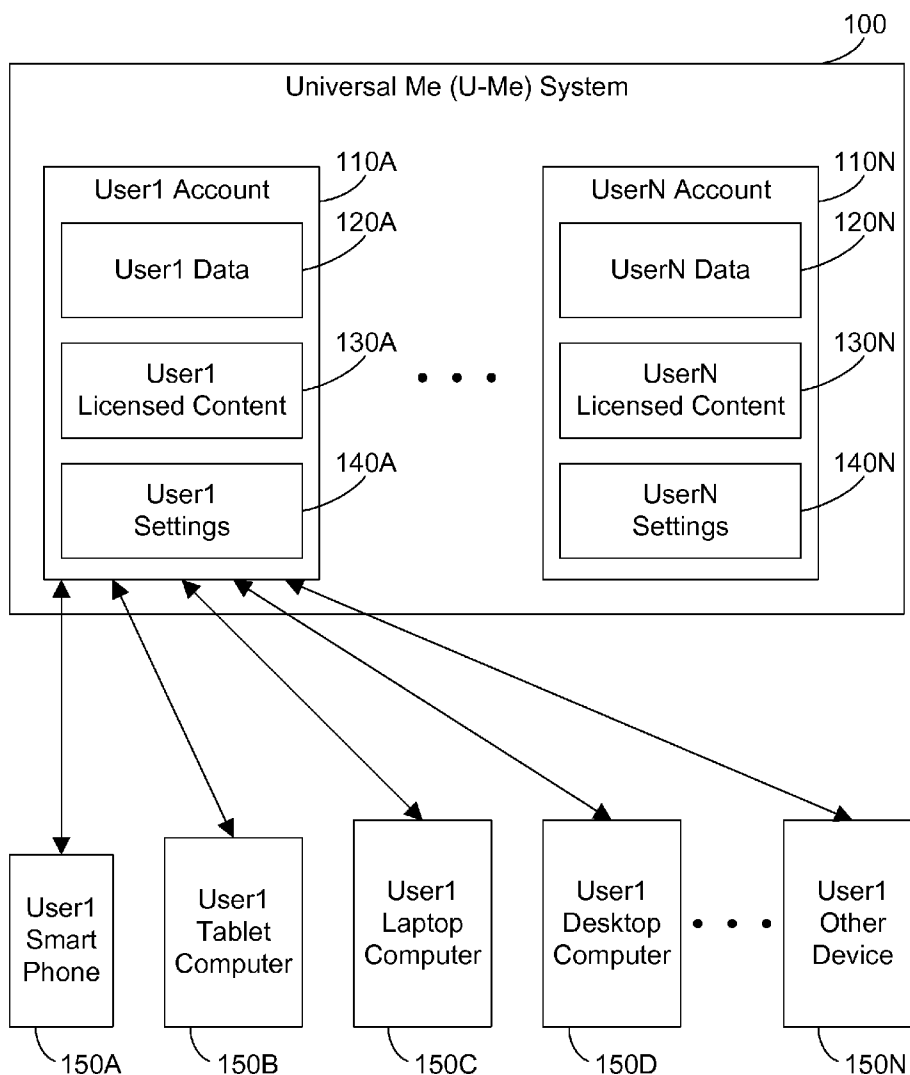 100
Universal Me (U-Me) System
110A
User1 Account
120A
User1 Data
130A
User1
Licensed Content
140A
User1
Settings
110N
UserN Account
120N
UserN Data
130N
UserN
Licensed Content
140N
UserN
Settings
User1
Smart
Phone
150A
User1
Tablet
Computer
150B
User1
Laptop
Computer
150C
User1
Desktop
Computer
150D
User1
Other
Device
150N